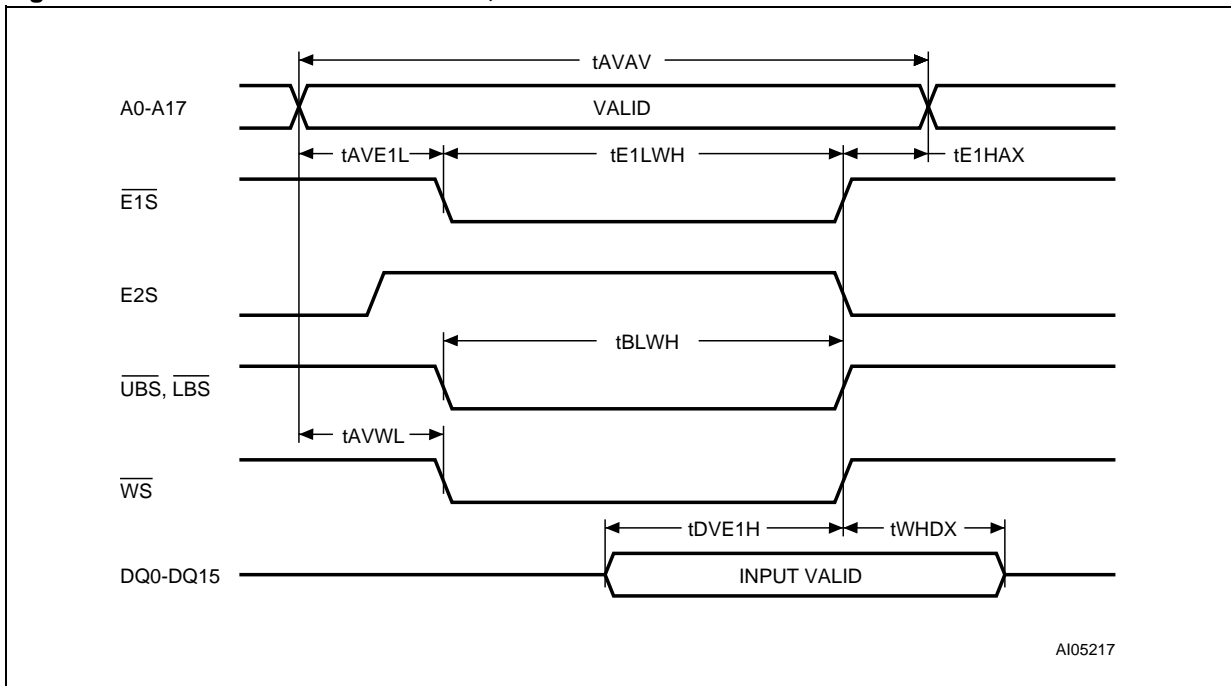 tAVAV
A0-A17
VALID
tAVE1L
tE1LWH
tE1HAX
E1S
E2S
tBLWH
UBS, LBS
tAVWL
WS
tDVE1H
tWHDX
DQ0-DQ15
INPUT VALID
AI05217